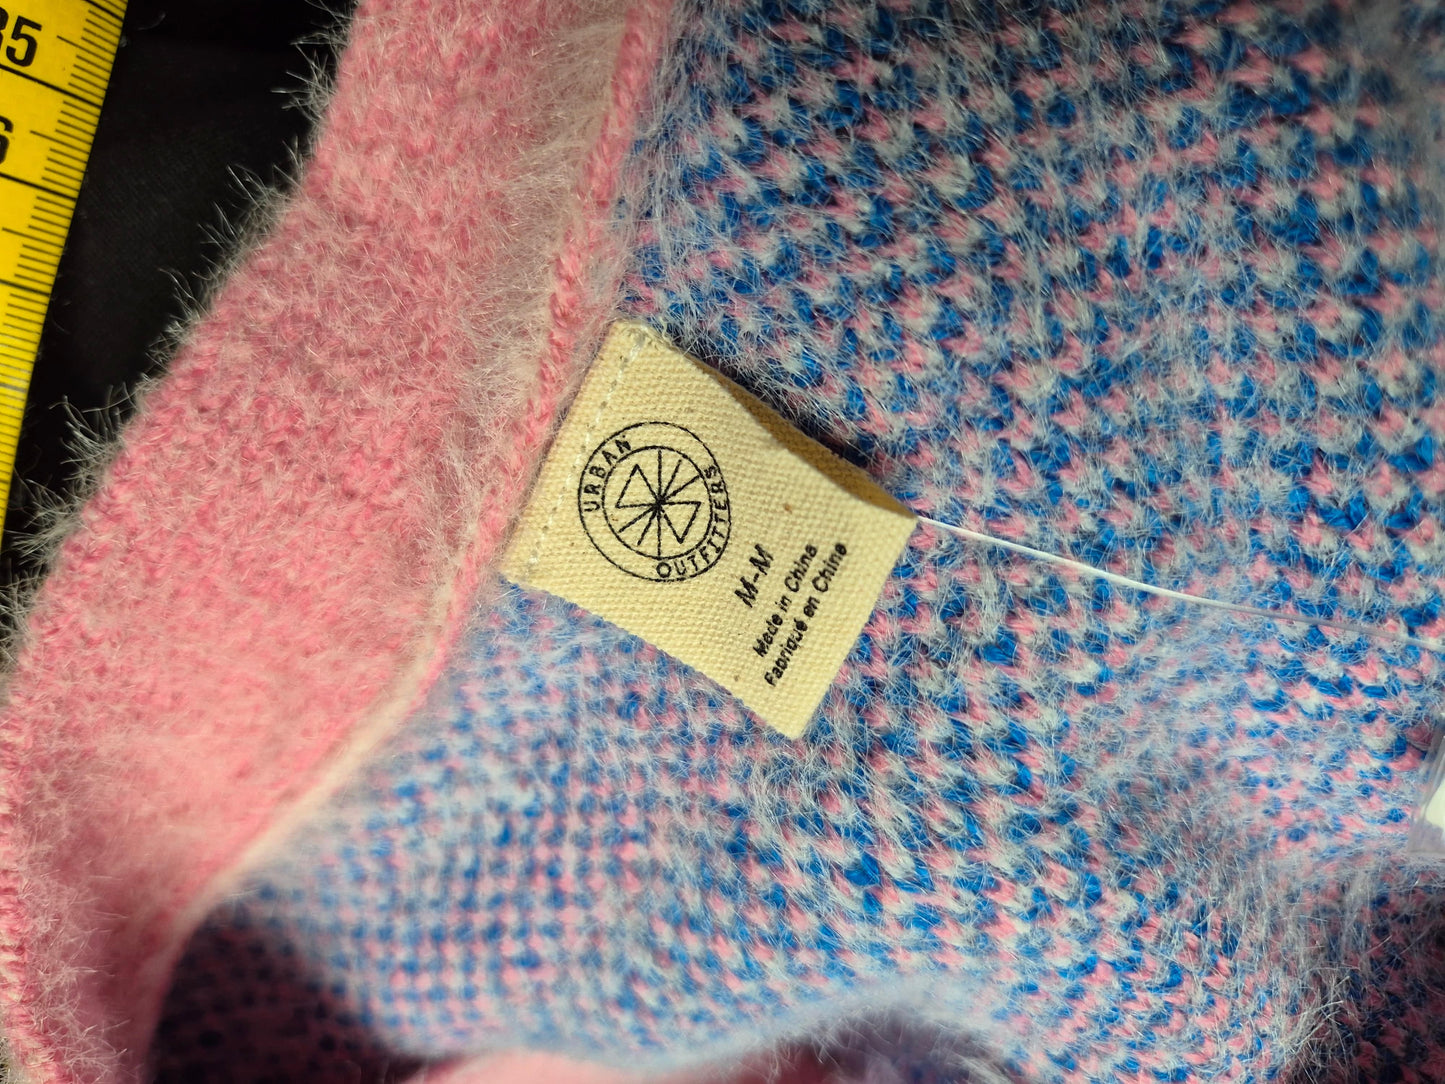 URBAN OUTFITTERS
M-M
Made in China
Fabriqué en Chine
35
6